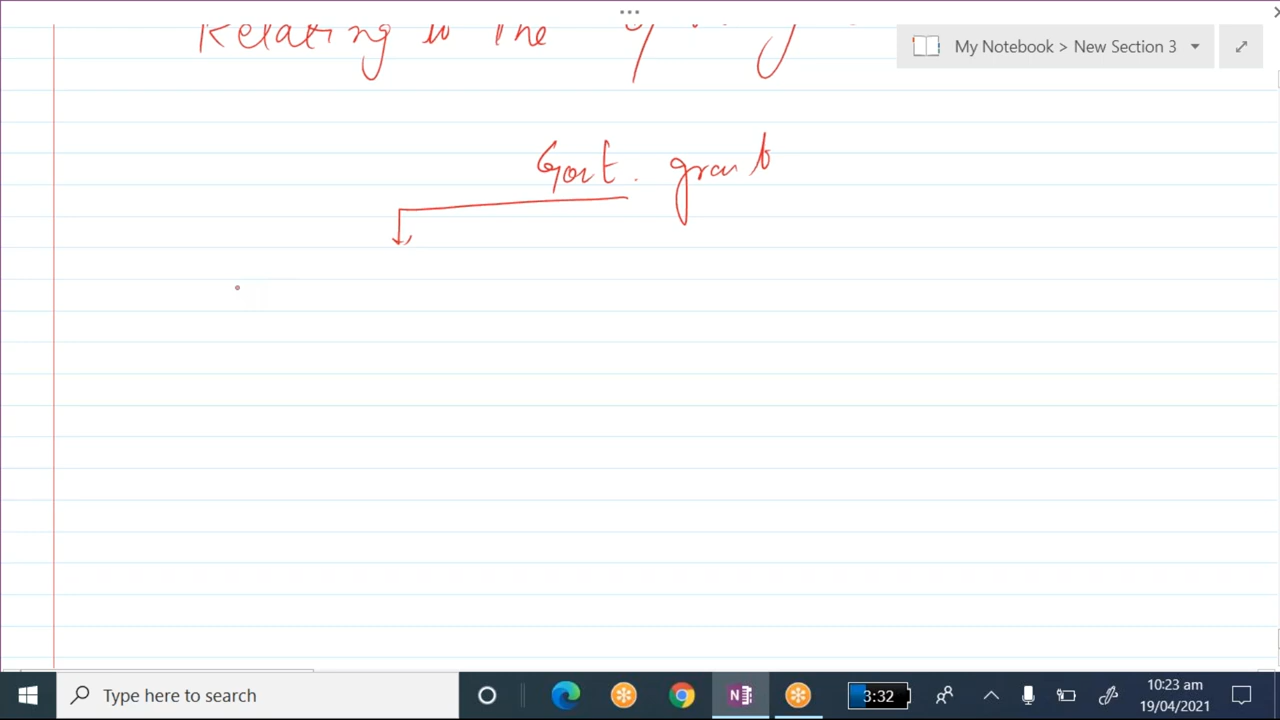 Relating to the
My Notebook > New Section 3
Govt. grant
Type here to search
3:32
10:23 am
19/04/2021